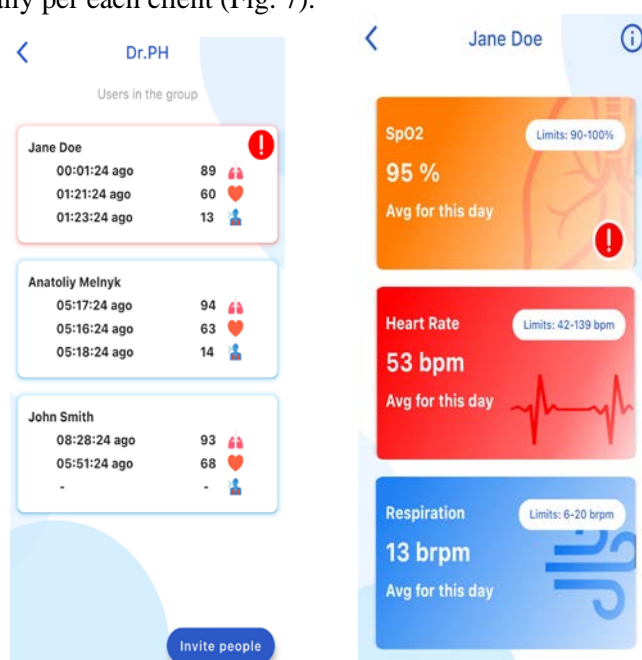 ally per each client (Fig. 7).
Dr.PH
Users in the group
Jane Doe
00:01:24 ago 89
01:21:24 ago 60
01:23:24 ago 13
Anatoliy Melnyk
05:17:24 ago 94
05:16:24 ago 63
05:18:24 ago 14
John Smith
08:28:24 ago 93
05:51:24 ago 68
- -
Invite people
Jane Doe
SpO2
Limits: 90-100%
95 %
Avg for this day
Heart Rate
Limits: 42-139 bpm
53 bpm
Avg for this day
Respiration
Limits: 6-20 brpm
13 brpm
Avg for this day